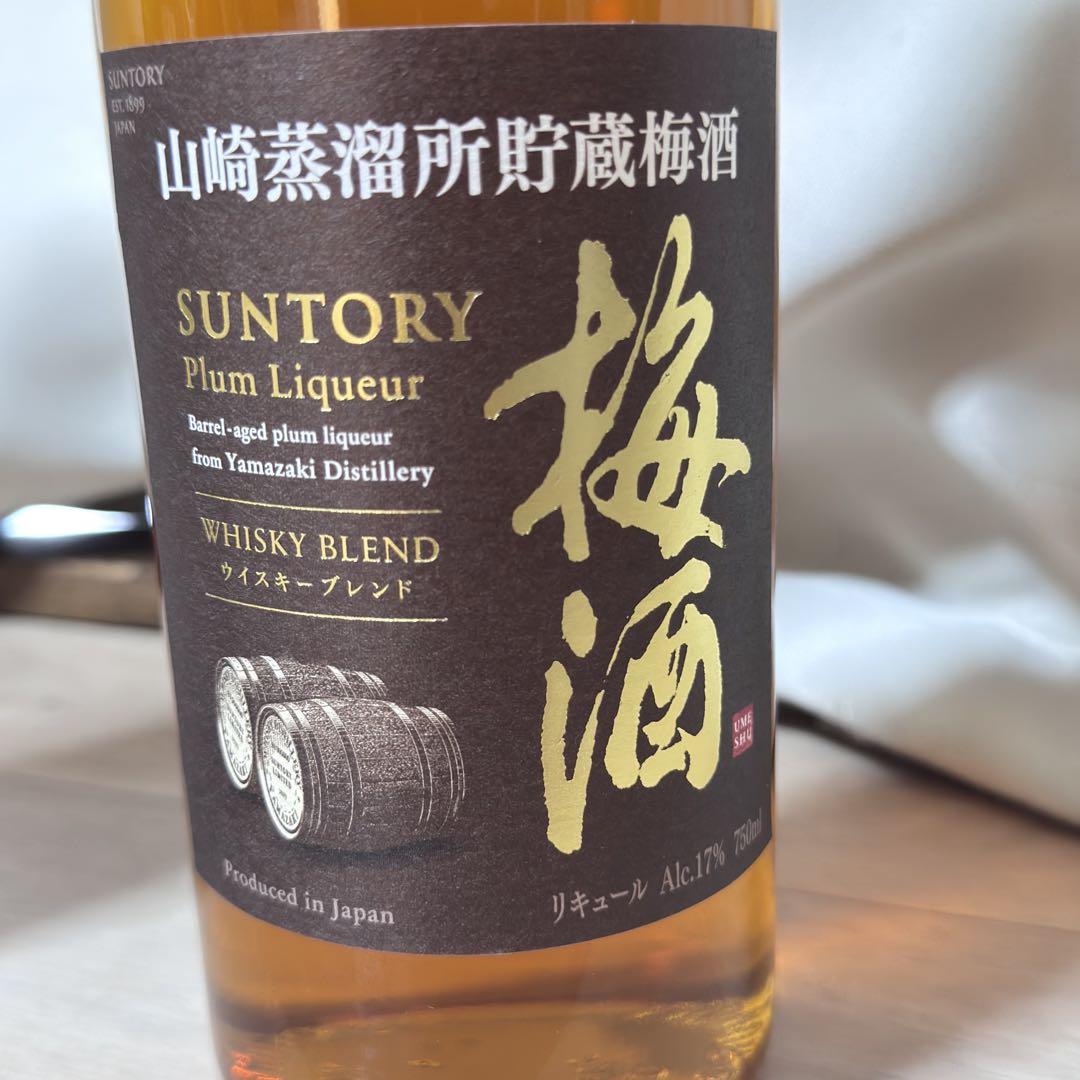 SUNTORY
EST. 1899
JAPAN
山崎蒸溜所貯蔵梅酒
SUNTORY
Plum Liqueur
Barrel-aged plum liqueur
from Yamazaki Distillery
WHISKY BLEND
ウイスキーブレンド
梅酒
UME
SHU
Produced in Japan
リキュール Alc.17% 750ml